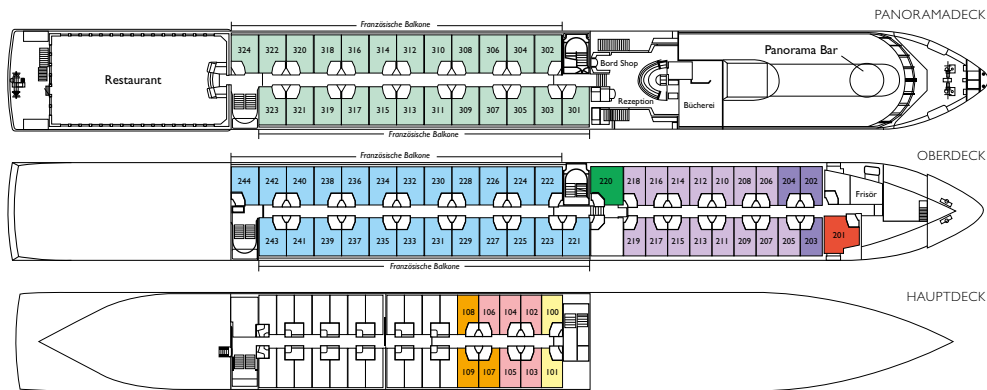 PANORAMADECK
Französische Balkone
324 322 320 318 316 314 312 310 308 306 304 302
Restaurant
Bord Shop
Panorama Bar
Rezeption
Bücherei
323 321 319 317 315 313 311 309 307 305 303 301
Französische Balkone
OBERDECK
Französische Balkone
244 242 240 238 236 234 232 230 228 226 224 222 220 218 216 214 212 210 208 206 204 202
Frisör
201
243 241 239 237 235 233 231 229 227 225 223 221 219 217 215 213 211 209 207 205 203
Französische Balkone
HAUPTDECK
108 106 104 102 100
109 107 105 103 101